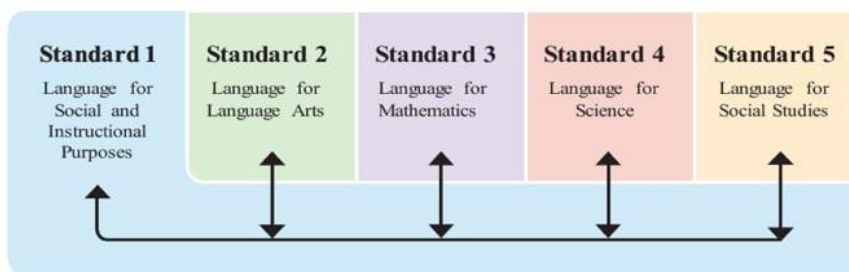 Standard 1
Language for
Social and
Instructional
Purposes
Standard 2
Language for
Language Arts
Standard 3
Language for
Mathematics
Standard 4
Language for
Science
Standard 5
Language for
Social Studies